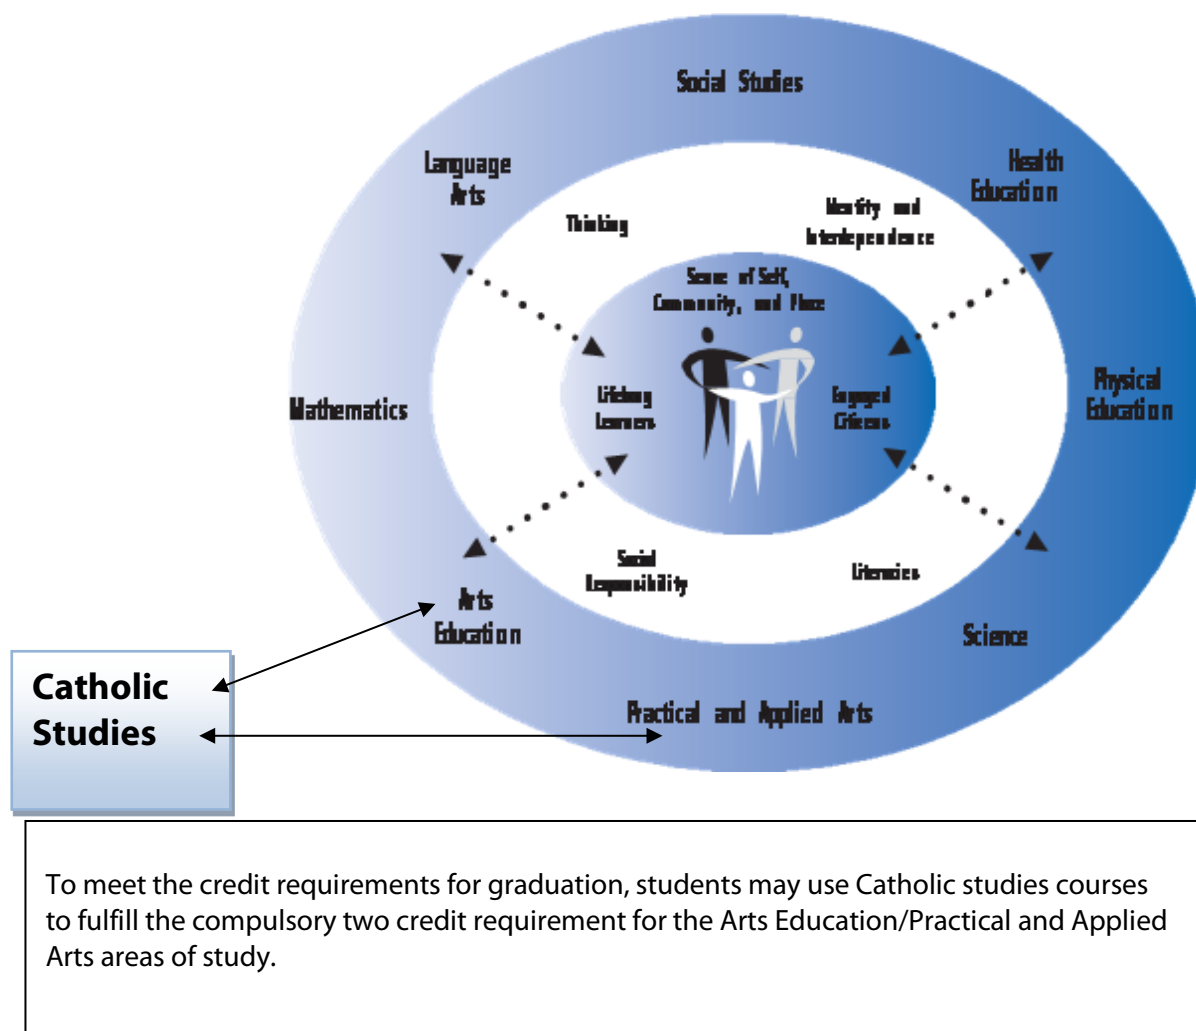 Social Studies
Language
Arts
Health
Education
Thinking
Identity and
Interdependence
Sense of Self,
Community, and Place
Physical
Education
Mathematics
Lifelong
Learners
Engaged
Citizens
Social
Responsibility
Literacies
Arts
Education
Science
Catholic
Studies
Practical and Applied Arts
To meet the credit requirements for graduation, students may use Catholic studies courses
to fulfill the compulsory two credit requirement for the Arts Education/Practical and Applied
Arts areas of study.